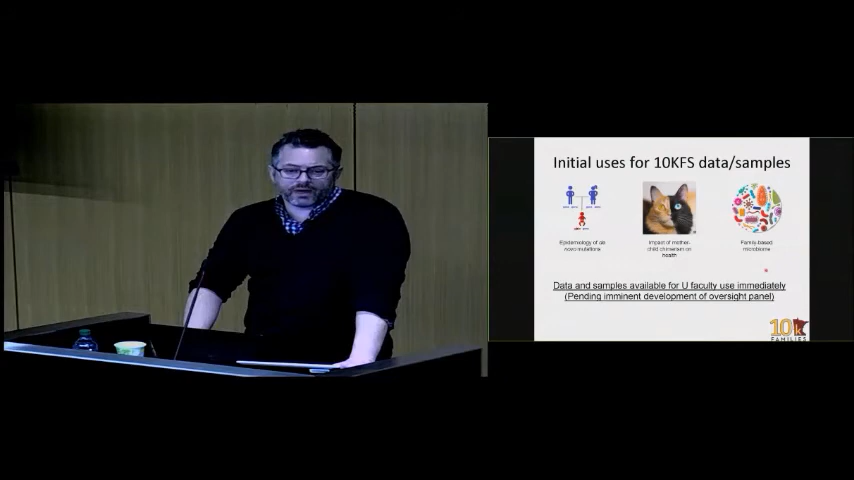 Initial uses for 10KFS data/samples
Epidemiology of de
novo mutations
Impact of mother-
child chimerism on
health
Family-based
microbiome
Data and samples available for U faculty use immediately
(Pending imminent development of oversight panel)
10K
FAMILIES